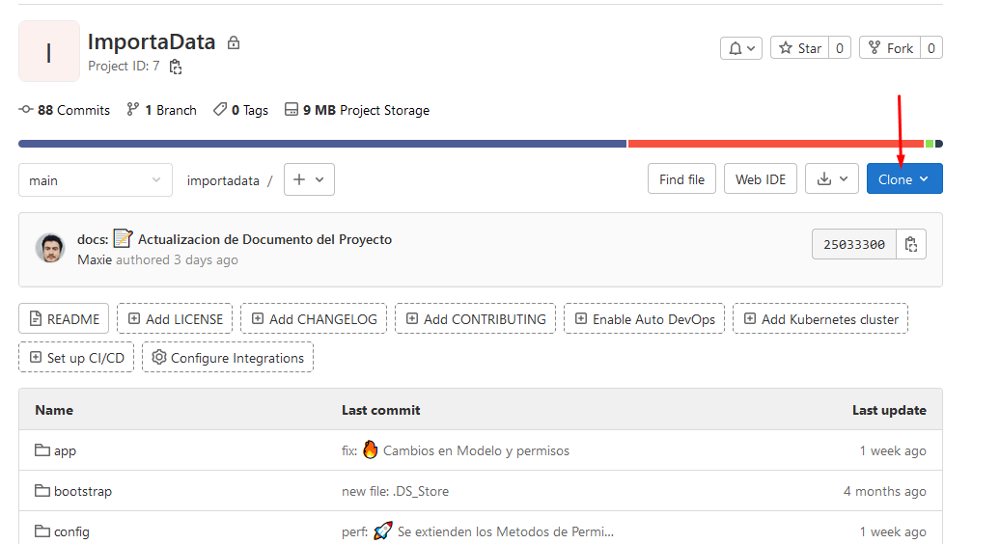 I
ImportaData
Project ID: 7
Star 0
Fork 0
88 Commits 1 Branch 0 Tags 9 MB Project Storage
main importadata / + Find file Web IDE Clone
docs: 📝 Actualizacion de Documento del Proyecto
Maxie authored 3 days ago
25033300
README Add LICENSE Add CHANGELOG Add CONTRIBUTING Enable Auto DevOps Add Kubernetes cluster
Set up CI/CD Configure Integrations
Name Last commit Last update
app fix: 🔥 Cambios en Modelo y permisos 1 week ago
bootstrap new file: .DS_Store 4 months ago
config perf: 🚀 Se extienden los Metodos de Permi... 1 week ago